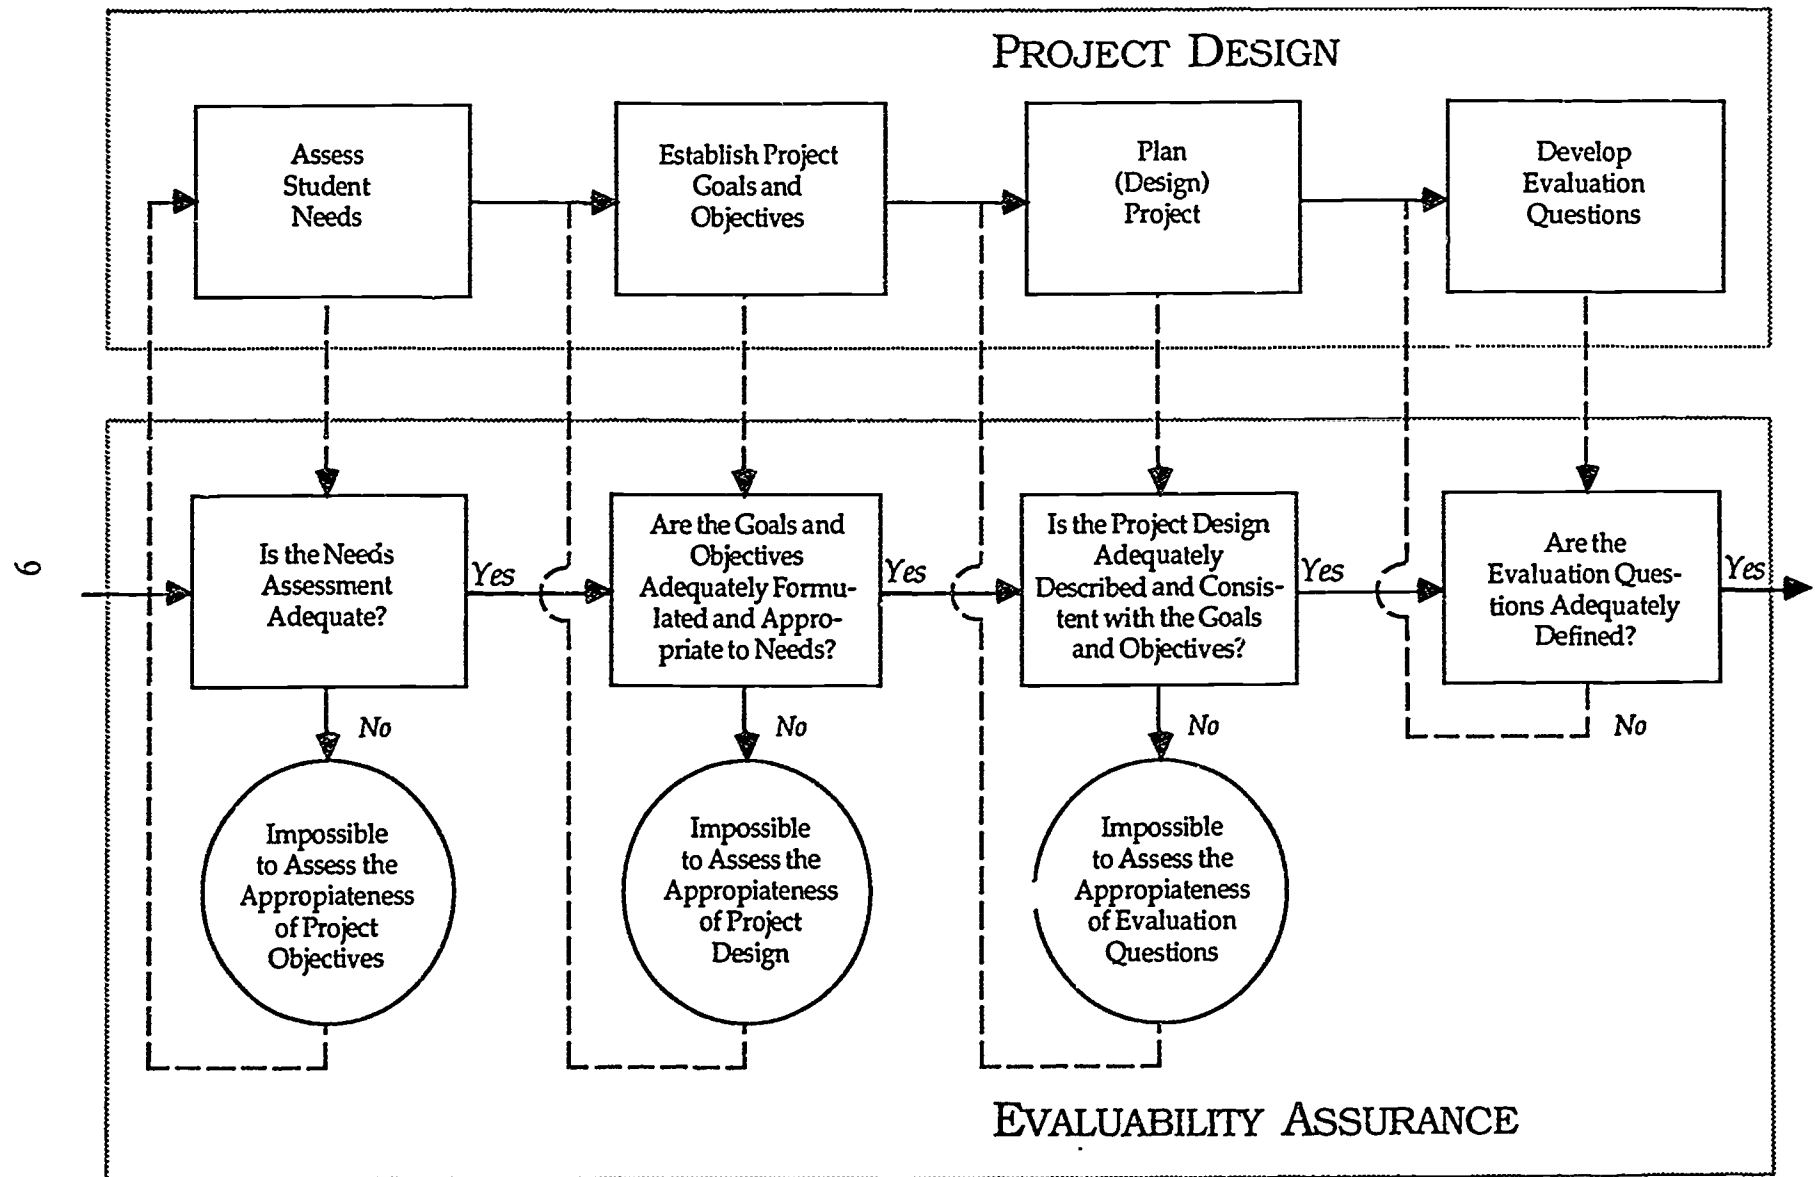 PROJECT DESIGN
Assess
Student
Needs
Establish Project
Goals and
Objectives
Plan
(Design)
Project
Develop
Evaluation
Questions
Is the Needs
Assessment
Adequate?
Yes
Are the Goals and
Objectives
Adequately Formu-
lated and Appro-
priate to Needs?
Yes
Is the Project Design
Adequately
Described and Consis-
tent with the Goals
and Objectives?
Yes
Are the
Evaluation Ques-
tions Adequately
Defined?
Yes
No
No
No
No
Impossible
to Assess the
Appropiateness
of Project
Objectives
Impossible
to Assess the
Appropiateness
of Project
Design
Impossible
to Assess the
Appropiateness
of Evaluation
Questions
EVALUABILITY ASSURANCE